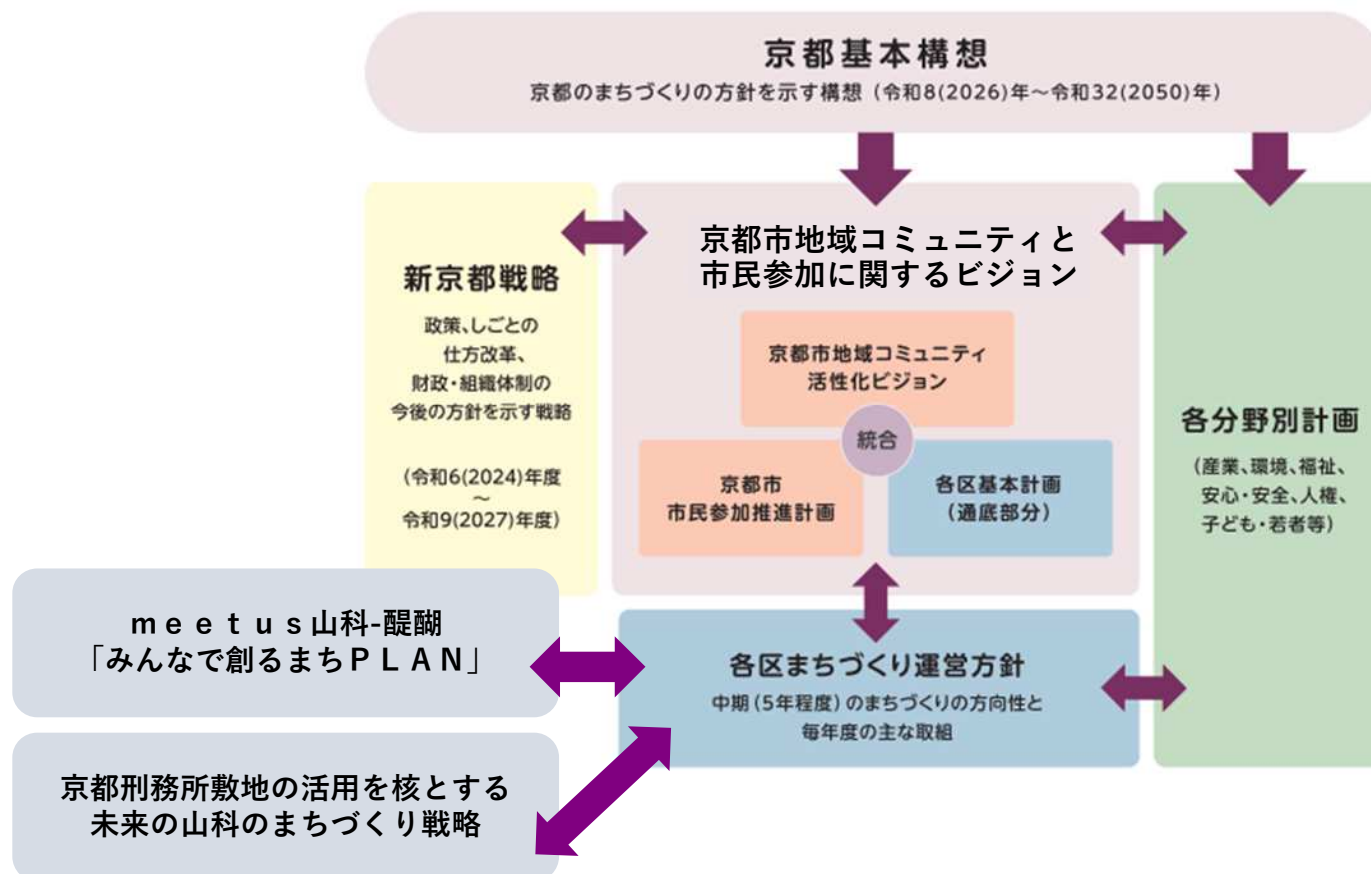 京都基本構想
京都のまちづくりの方針を示す構想（令和8(2026)年～令和32(2050)年）
新京都戦略
政策、しごとの
仕方改革、
財政・組織体制の
今後の方針を示す戦略
（令和6(2024)年度
～
令和9(2027)年度）
京都市地域コミュニティと
市民参加に関するビジョン
京都市地域コミュニティ
活性化ビジョン
統合
京都市
市民参加推進計画
各区基本計画
（通底部分）
各分野別計画
（産業、環境、福祉、
安心・安全、人権、
子ども・若者等）
ｍｅｅｔｕｓ山科-醍醐
「みんなで創るまちＰＬＡＮ」
各区まちづくり運営方針
中期（5年程度）のまちづくりの方向性と
毎年度の主な取組
京都刑務所敷地の活用を核とする
未来の山科のまちづくり戦略